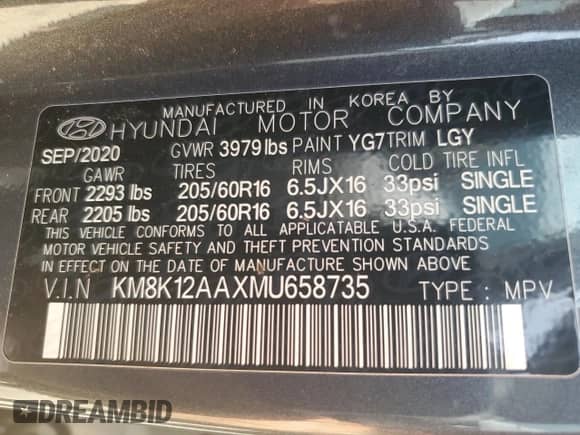 MANUFACTURED IN KOREA BY
HYUNDAI MOTOR COMPANY
SEP/2020 GVWR 3979 lbs PAINT YG7 TRIM LGY
GAWR TIRES RIMS COLD TIRE INFL
FRONT 2293 lbs 205/60R16 6.5JX16 33psi SINGLE
REAR 2205 lbs 205/60R16 6.5JX16 33psi SINGLE
THIS VEHICLE CONFORMS TO ALL APPLICATABLE U.S.A. FEDERAL
MOTOR VEHICLE SAFETY AND THEFT PREVENTION STANDARDS
IN EFFECT ON THE DATE OF MANUFACTURE SHOWN ABOVE
V.I.N KM8K12AAXMU658735 TYPE : MPV
DREAMBID